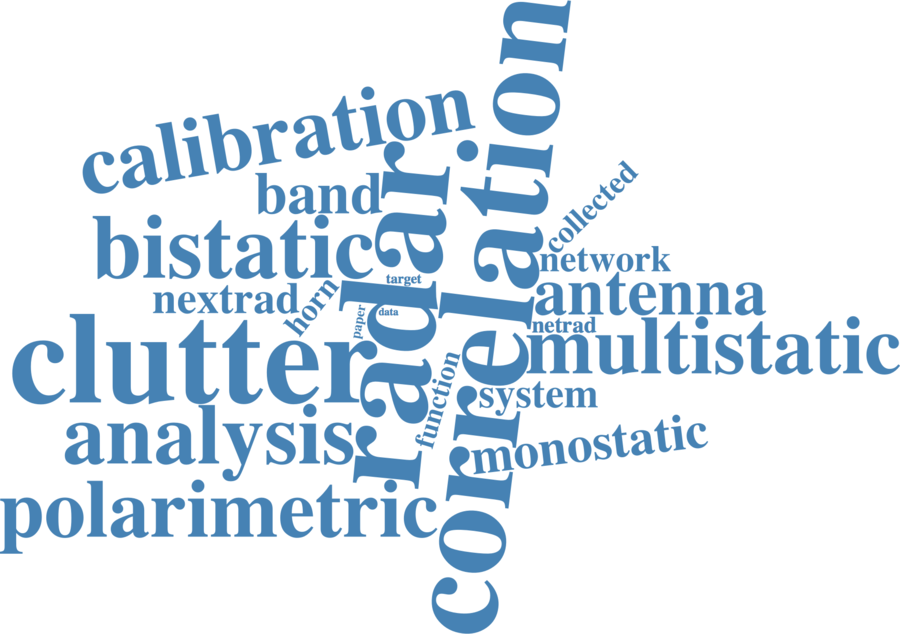 correlation
calibration
radar
band
collected
bistatic
network
target
antenna
nextrad
horn
data
paper
netrad
clutter
multistatic
function
system
analysis
monostatic
polarimetric